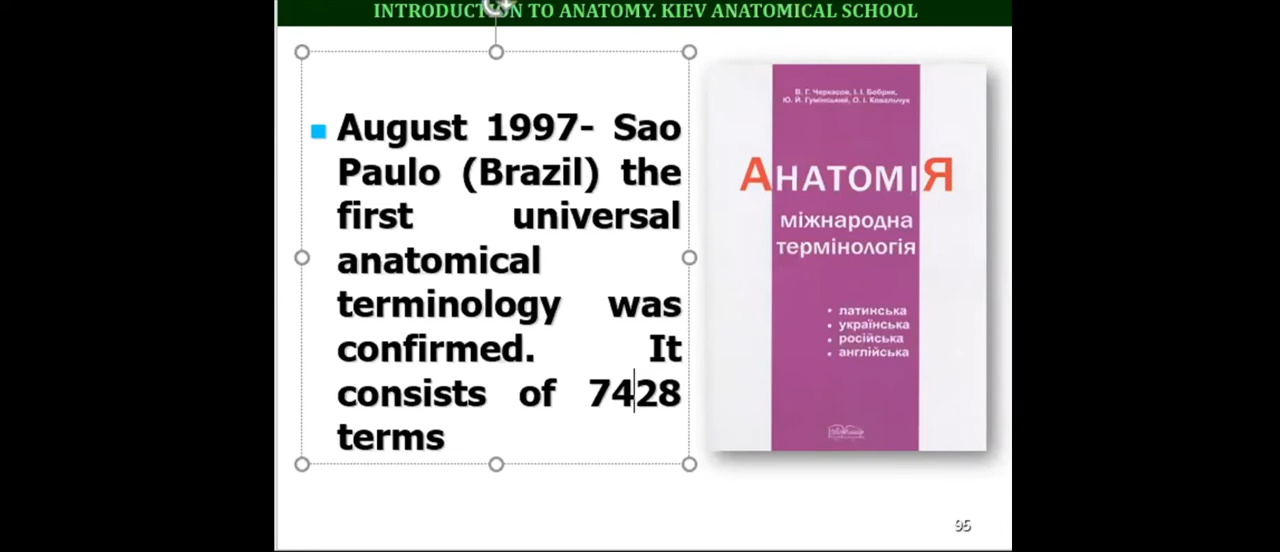 INTRODUCTION TO ANATOMY. KIEV ANATOMICAL SCHOOL
August 1997- Sao
Paulo (Brazil) the
first universal
anatomical
terminology was
confirmed. It
consists of 7428
terms
В. Г. Черкасов, І. І. Бобрик,
Ю. Й. Гумінський, О. І. Ковальчук
АНАТОМІЯ
міжнародна
термінологія
• латинська
• українська
• російська
• англійська
95